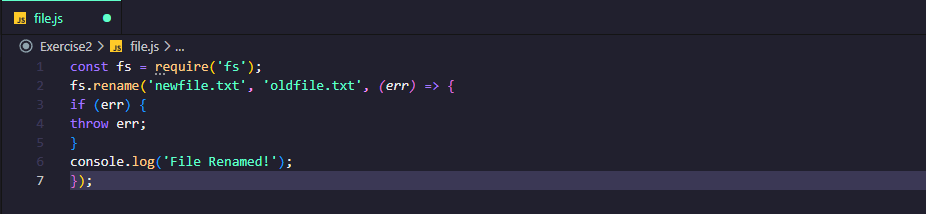 JS file.js
Exercise2 > JS file.js > ...
1 const fs = require('fs');
2 fs.rename('newfile.txt', 'oldfile.txt', (err) => {
3 if (err) {
4 throw err;
5 }
6 console.log('File Renamed!');
7 });